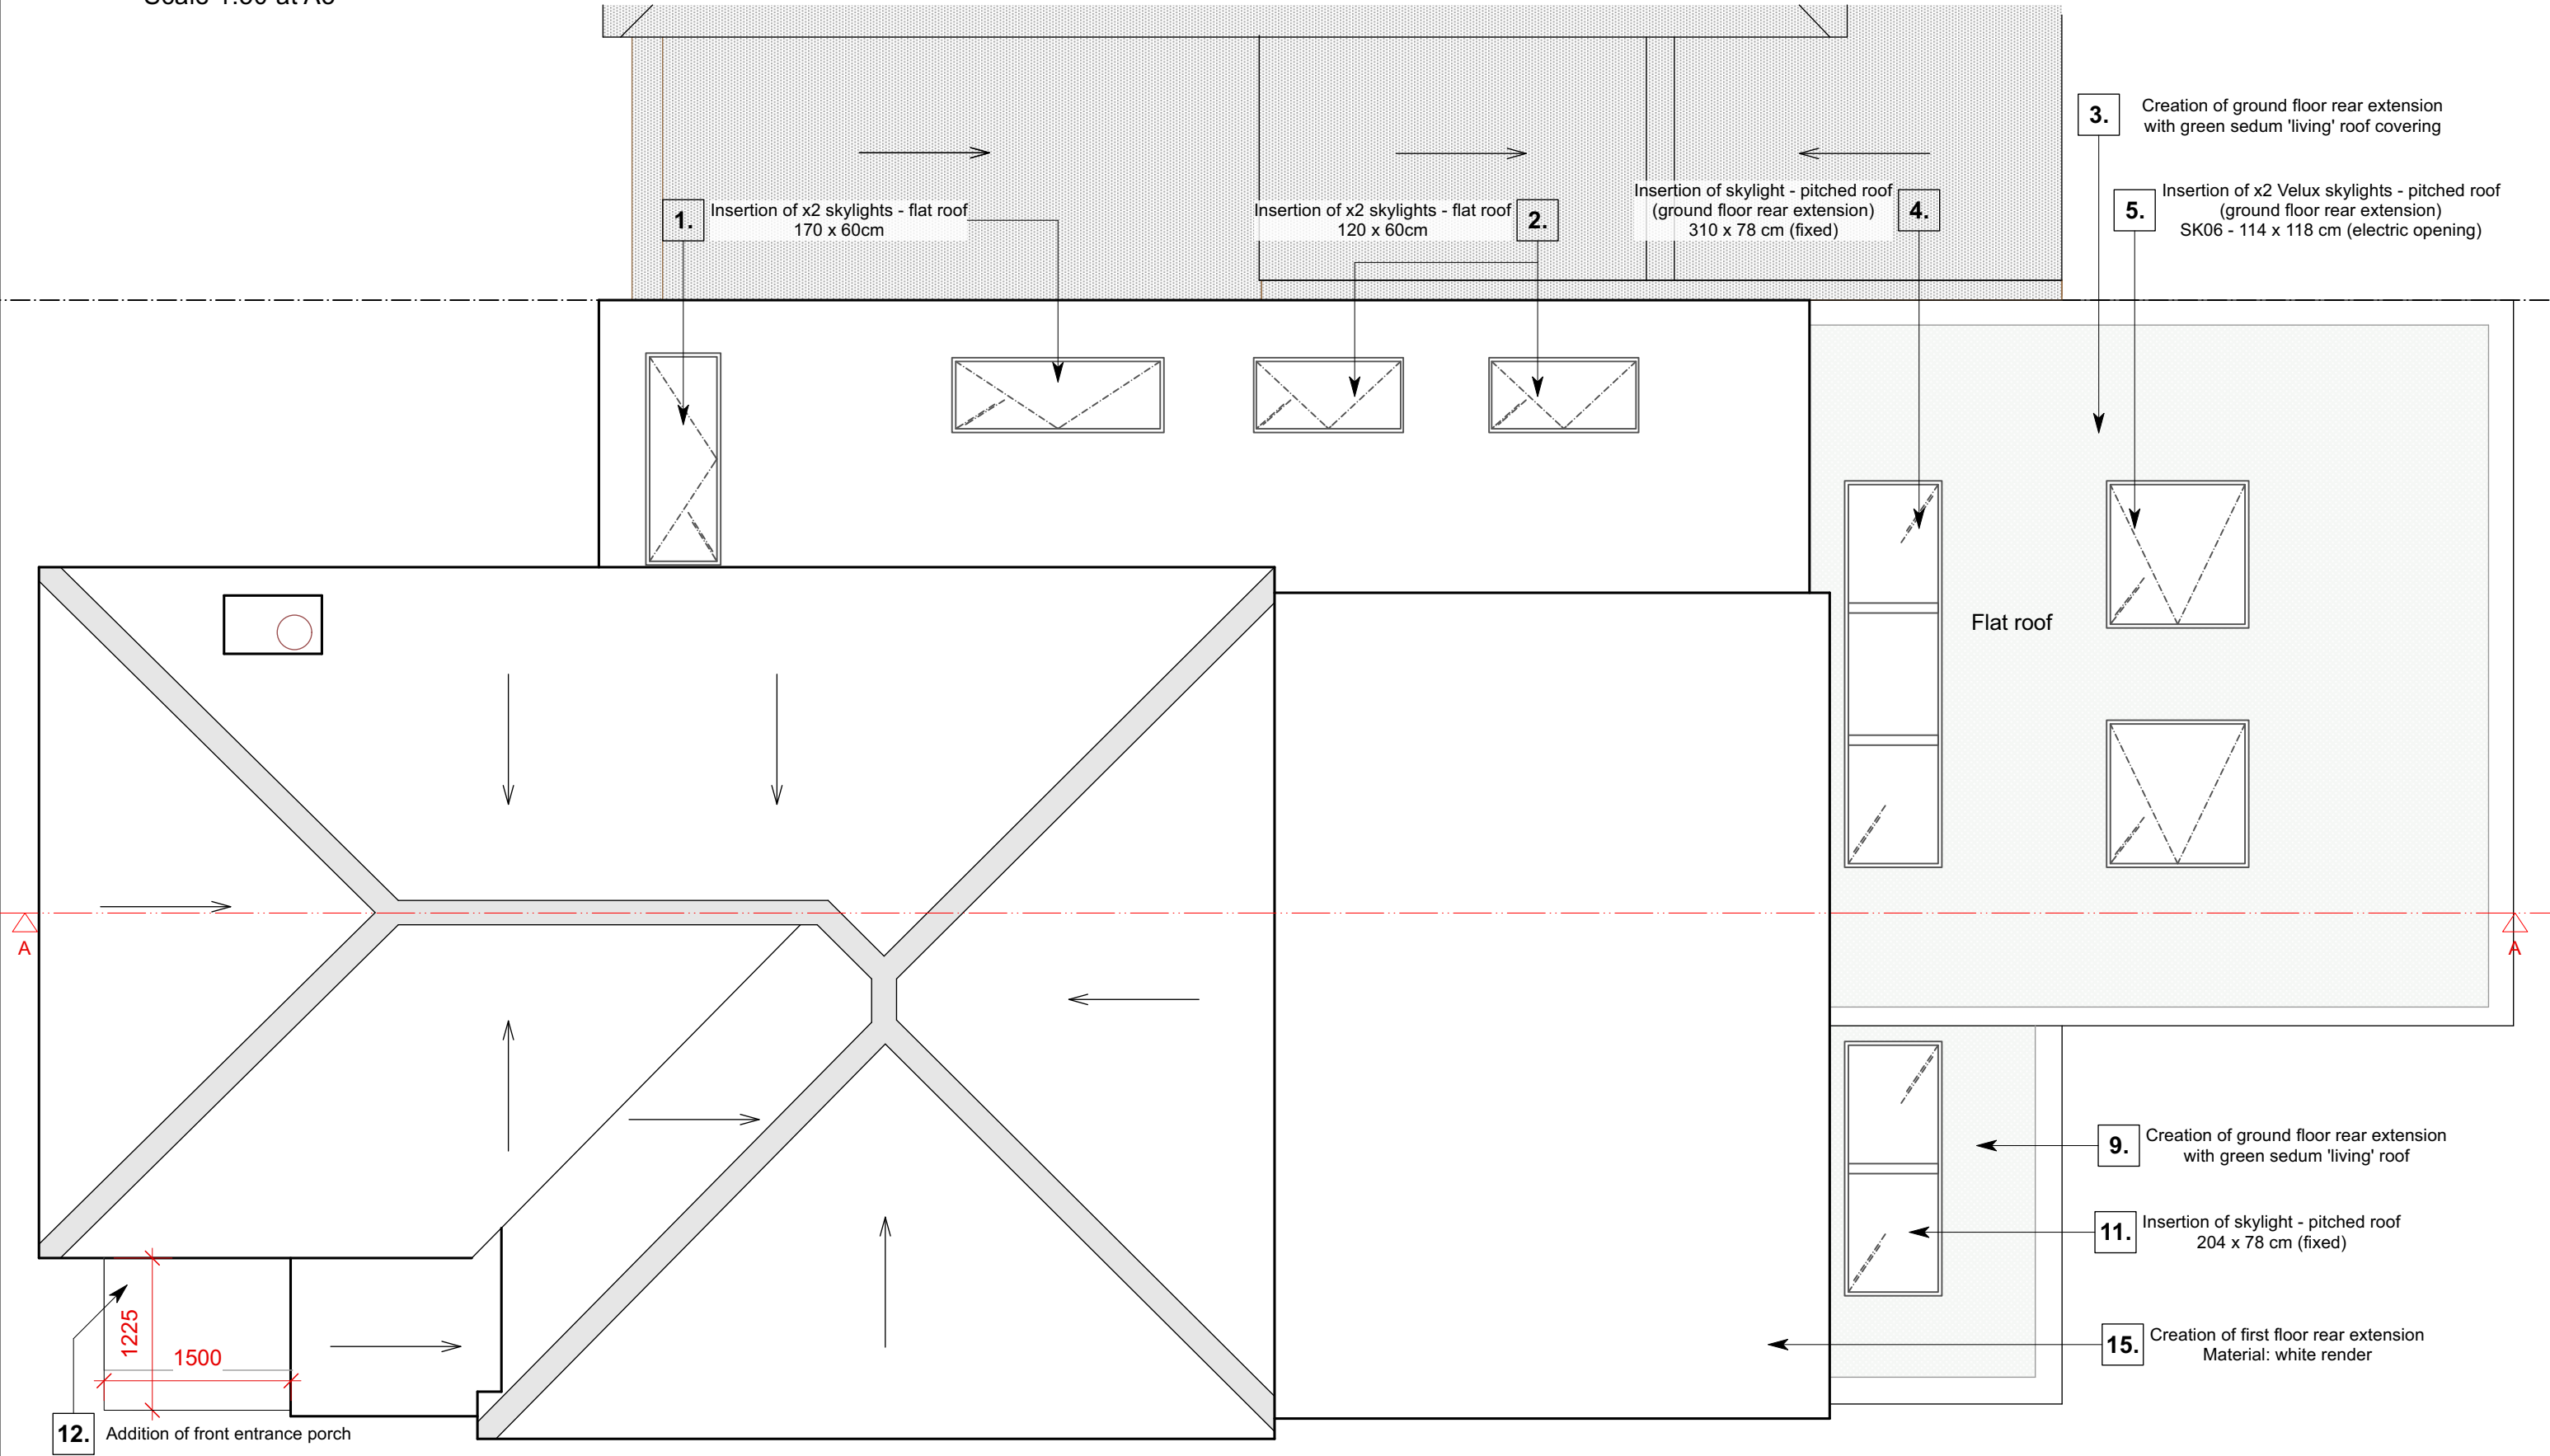 Scale 1:50 at A3
3.
Creation of ground floor rear extension
with green sedum 'living' roof covering
1.
Insertion of x2 skylights - flat roof
170 x 60cm
Insertion of x2 skylights - flat roof
120 x 60cm
2.
Insertion of skylight - pitched roof
(ground floor rear extension)
310 x 78 cm (fixed)
4.
5.
Insertion of x2 Velux skylights - pitched roof
(ground floor rear extension)
SK06 - 114 x 118 cm (electric opening)
Flat roof
A
A
9.
Creation of ground floor rear extension
with green sedum 'living' roof
11.
Insertion of skylight - pitched roof
204 x 78 cm (fixed)
15.
Creation of first floor rear extension
Material: white render
1225
1500
12.
Addition of front entrance porch